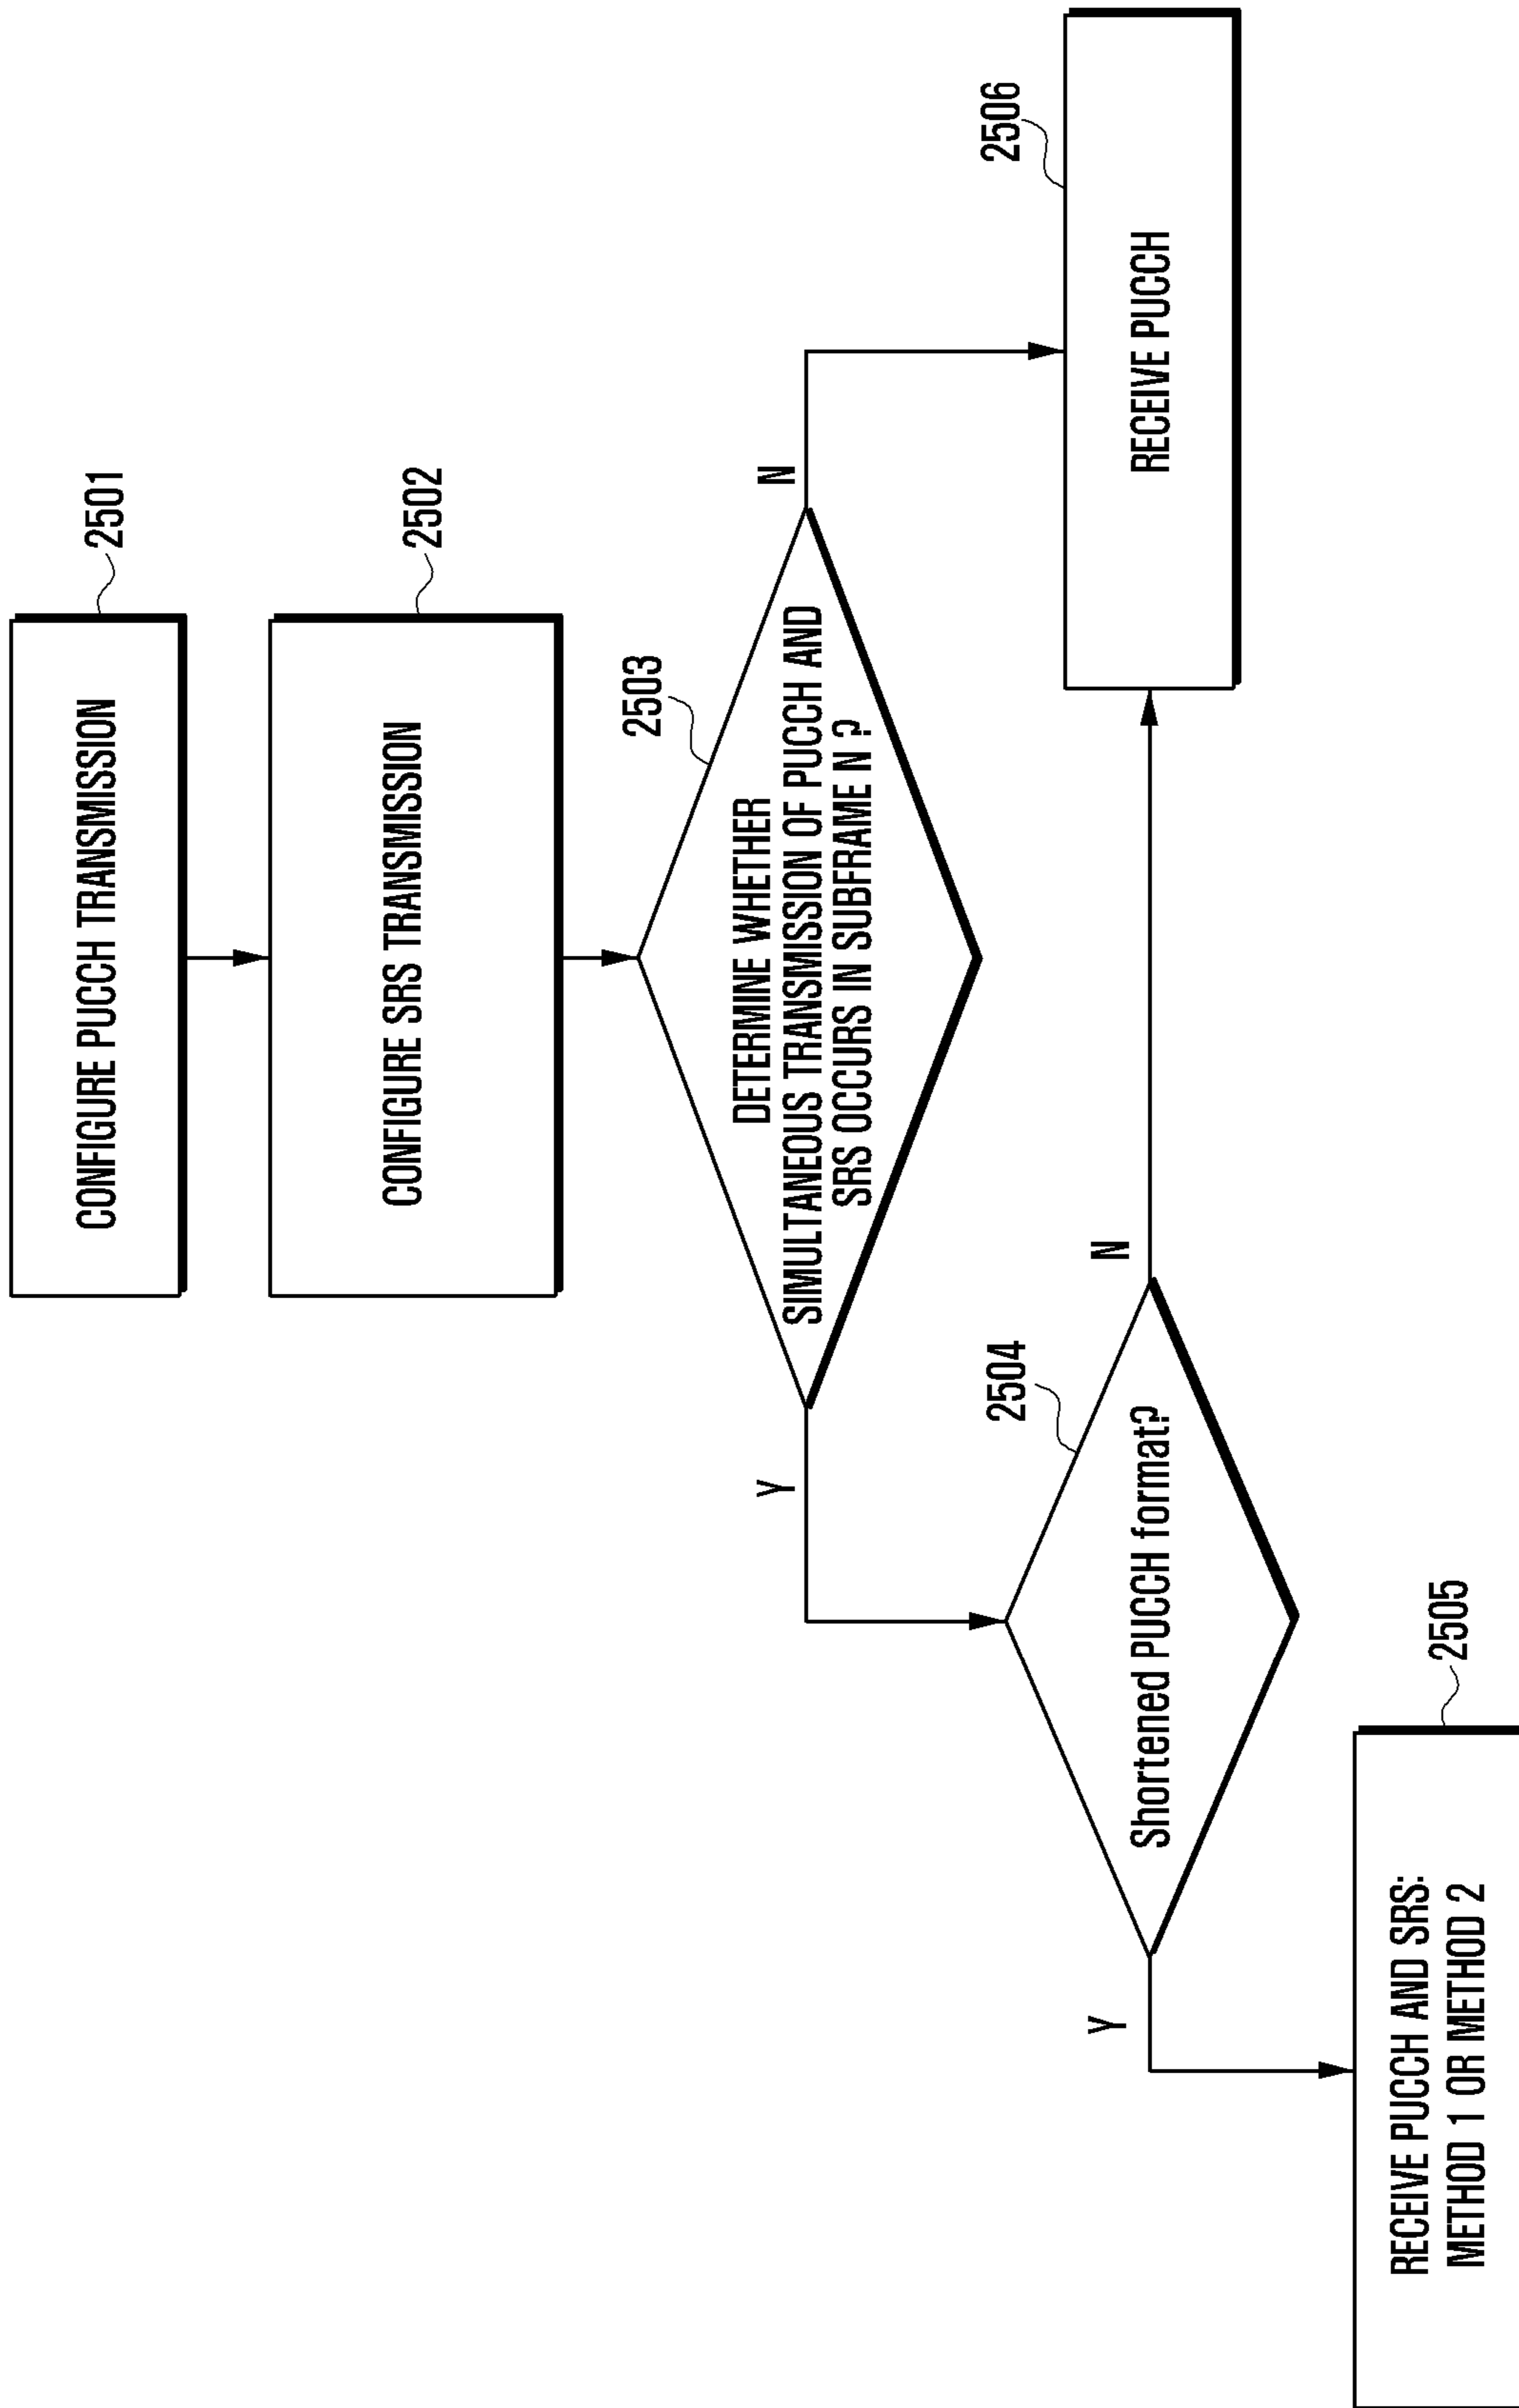 2501
CONFIGURE PUCCH TRANSMISSION
2502
CONFIGURE SRS TRANSMISSION
2503
DETERMINE WHETHER
SIMULTANEOUS TRANSMISSION OF PUCCH AND
SRS OCCURS IN SUBFRAME N ?
Y
N
2504
Shortened PUCCH format?
Y
N
2505
RECEIVE PUCCH AND SRS:
METHOD 1 OR METHOD 2
2506
RECEIVE PUCCH